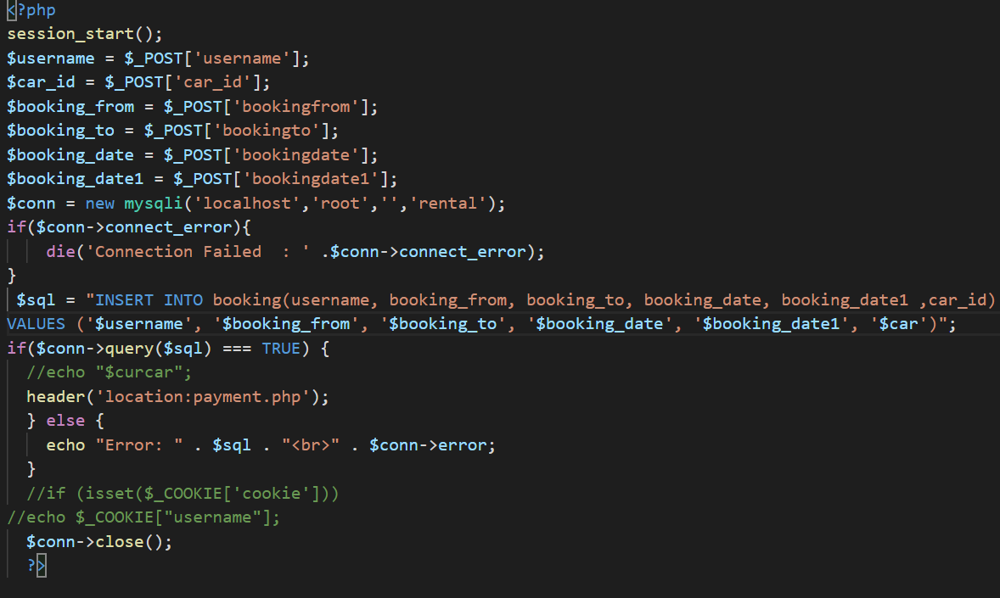 <?php
session_start();
$username = $_POST['username'];
$car_id = $_POST['car_id'];
$booking_from = $_POST['bookingfrom'];
$booking_to = $_POST['bookingto'];
$booking_date = $_POST['bookingdate'];
$booking_date1 = $_POST['bookingdate1'];
$conn = new mysqli('localhost','root','','rental');
if($conn->connect_error){
    die('Connection Failed  : ' .$conn->connect_error);
}
 $sql = "INSERT INTO booking(username, booking_from, booking_to, booking_date, booking_date1 ,car_id)
VALUES ('$username', '$booking_from', '$booking_to', '$booking_date', '$booking_date1', '$car')";
if($conn->query($sql) === TRUE) {
  //echo "$curcar";
  header('location:payment.php');
  } else {
    echo "Error: " . $sql . "<br>" . $conn->error;
  }
  //if (isset($_COOKIE['cookie']))
//echo $_COOKIE["username"];
  $conn->close();
  ?>